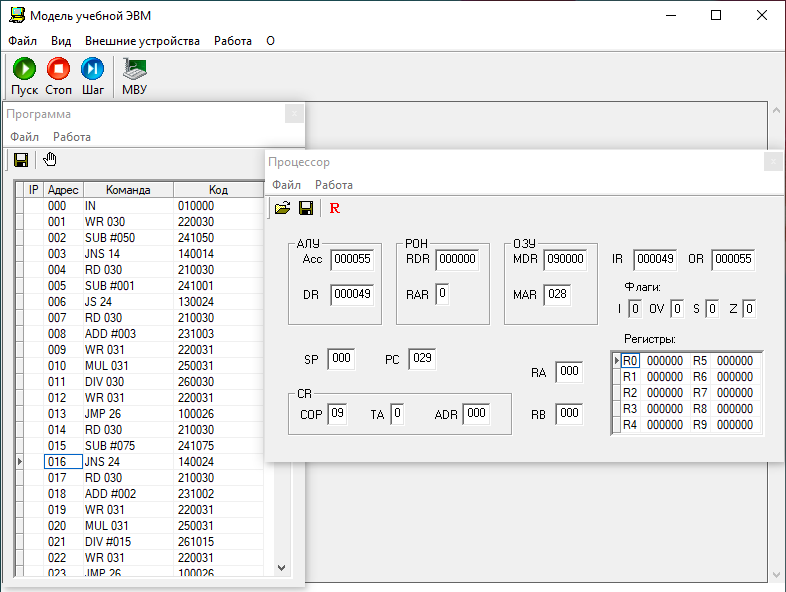 Модель учебной ЭВМ
Файл Вид Внешние устройства Работа О
Пуск Стоп Шаг МВУ
Программа
Файл Работа
IP Адрес Команда Код
000 IN 010000
001 WR 030 220030
002 SUB #050 241050
003 JNS 14 140014
004 RD 030 210030
005 SUB #001 241001
006 JS 24 130024
007 RD 030 210030
008 ADD #003 231003
009 WR 031 220031
010 MUL 031 250031
011 DIV 030 260030
012 WR 031 220031
013 JMP 26 100026
014 RD 030 210030
015 SUB #075 241075
016 JNS 24 140024
017 RD 030 210030
018 ADD #002 231002
019 WR 031 220031
020 MUL 031 250031
021 DIV #015 261015
022 WR 031 220031
023 JMP 26 100026
Процессор
Файл Работа
R
АЛУ РОН ОЗУ
Acc 000055 RDR 000000 MDR 090000 IR 000049 OR 000055
DR 000049 RAR 0 MAR 028
Флаги:
I 0 OV 0 S 0 Z 0
SP 000 PC 029
RA 000
RB 000
CR
COP 09 TA 0 ADR 000
Регистры:
R0 000000 R5 000000
R1 000000 R6 000000
R2 000000 R7 000000
R3 000000 R8 000000
R4 000000 R9 000000